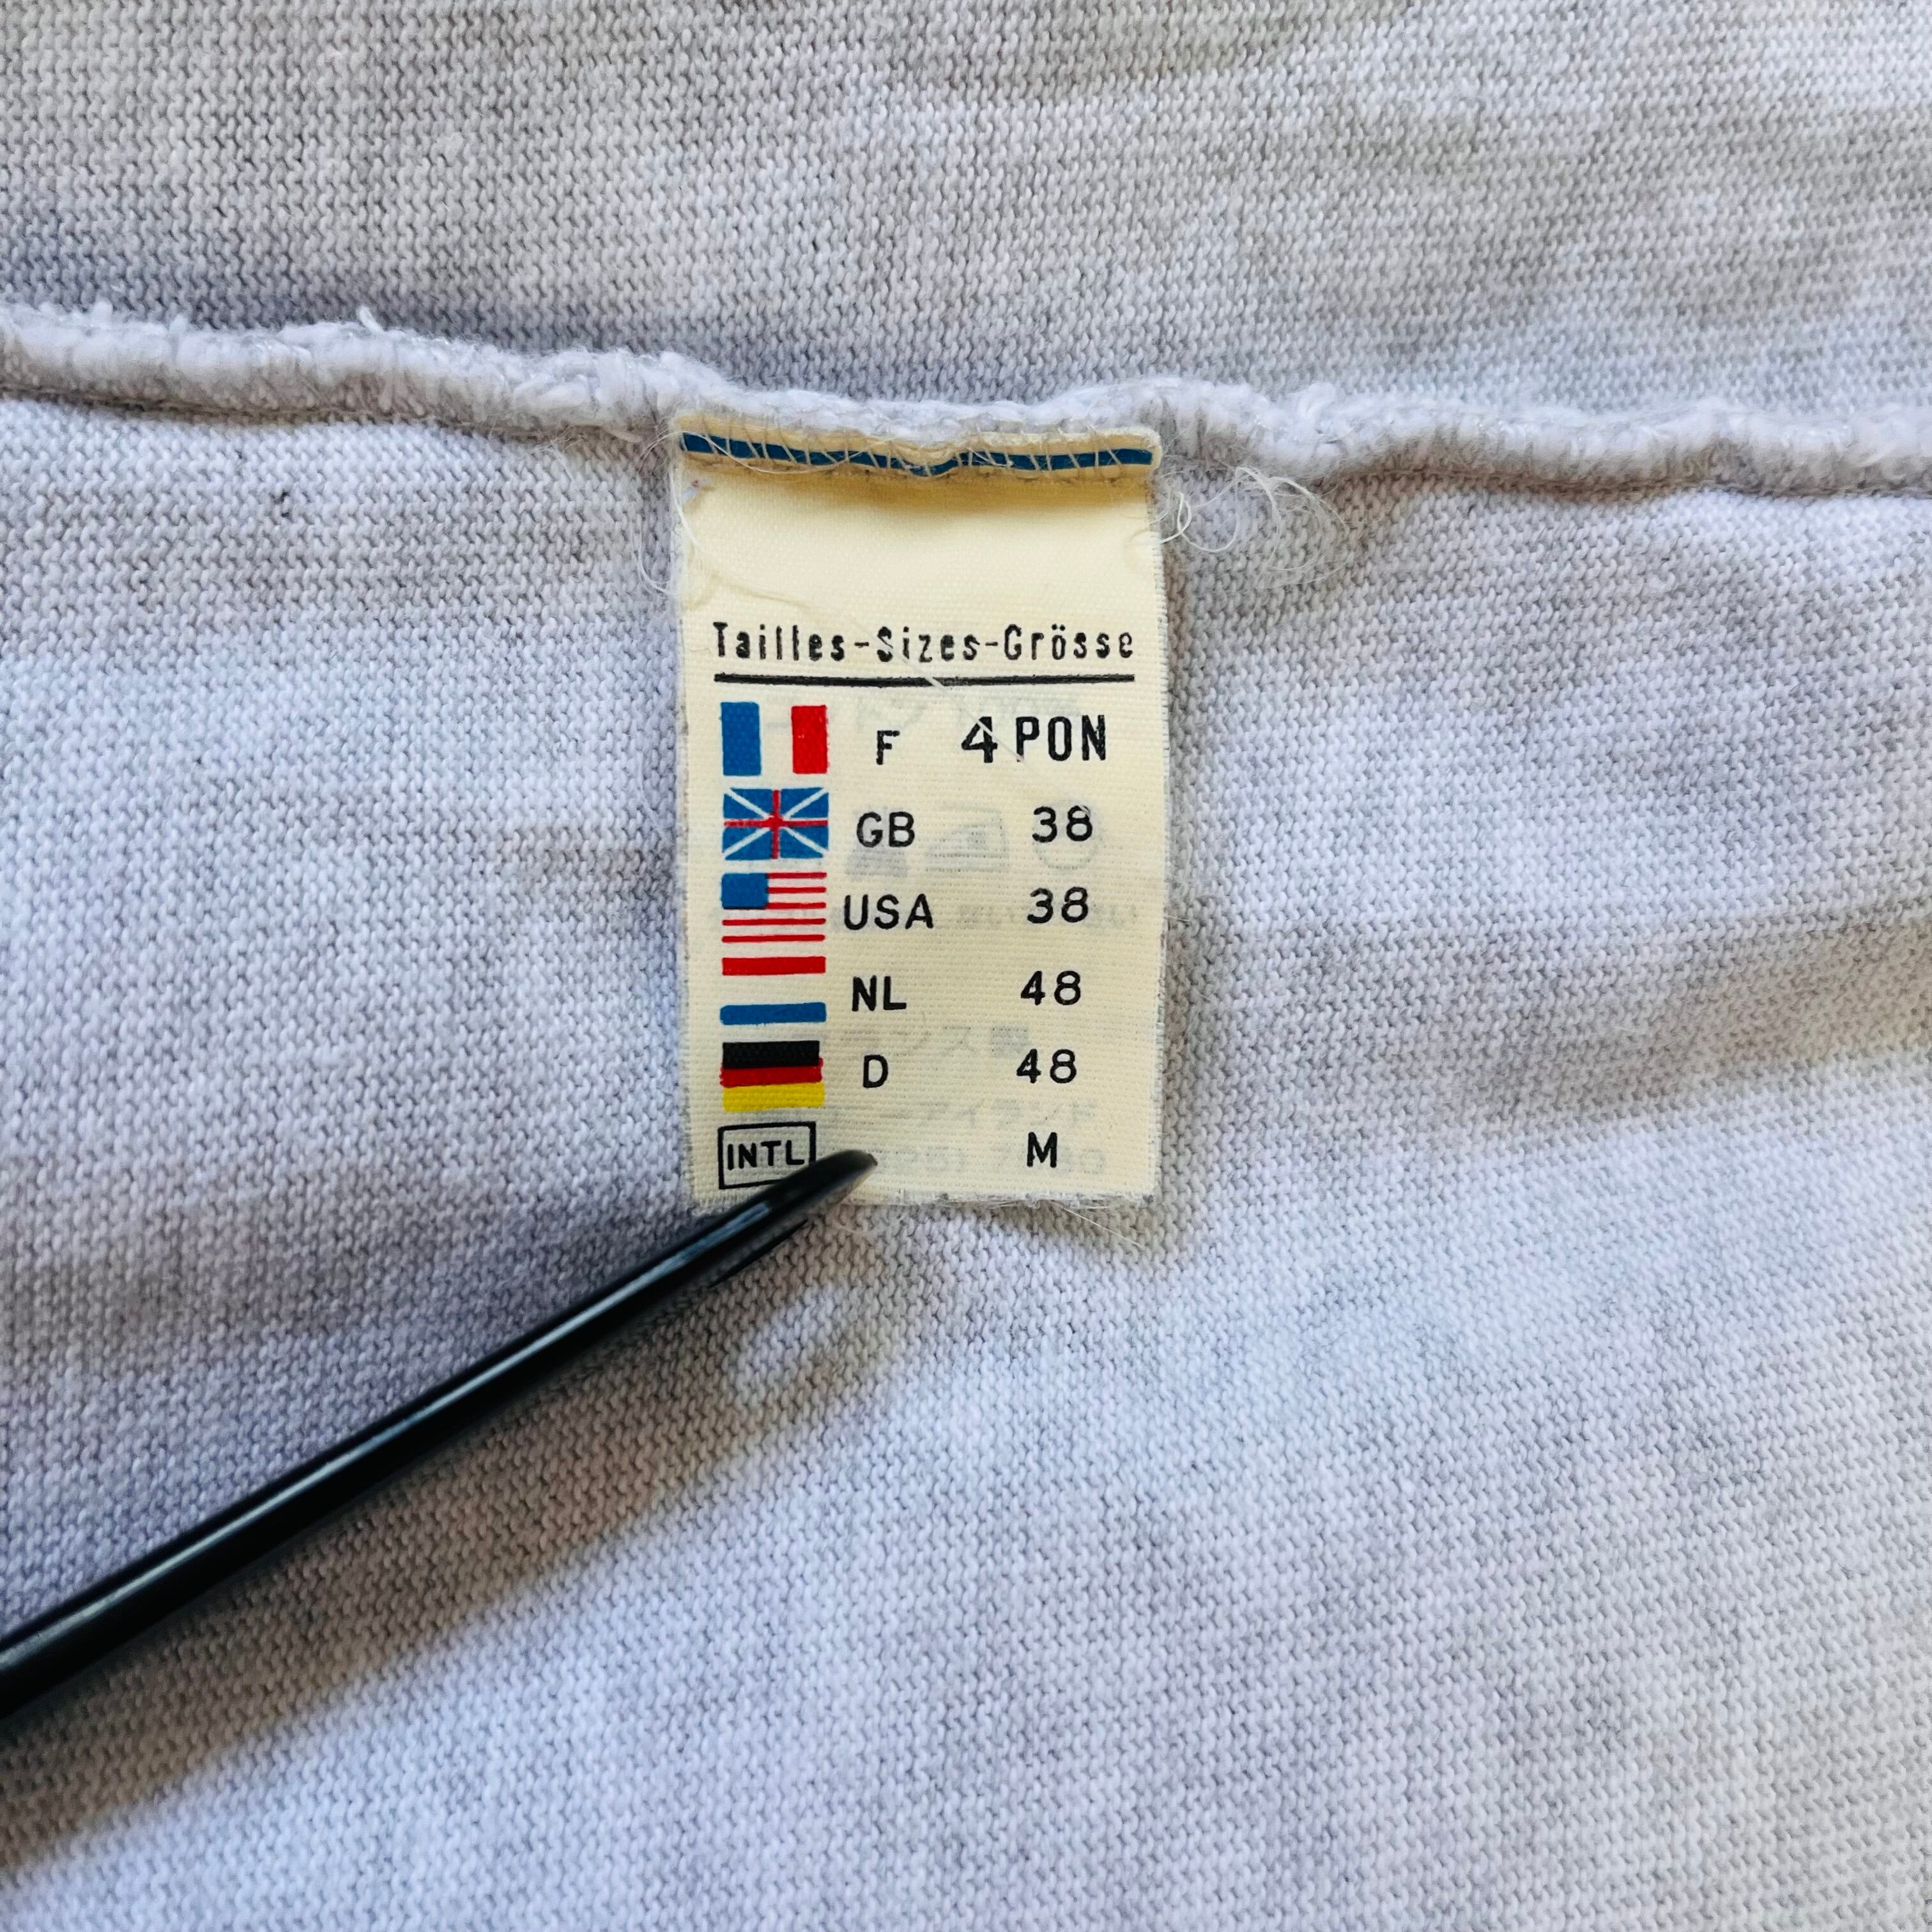 Tailles-Sizes-Grösse
F 4 PON
GB 38
USA 38
NL 48
D 48
INTL M